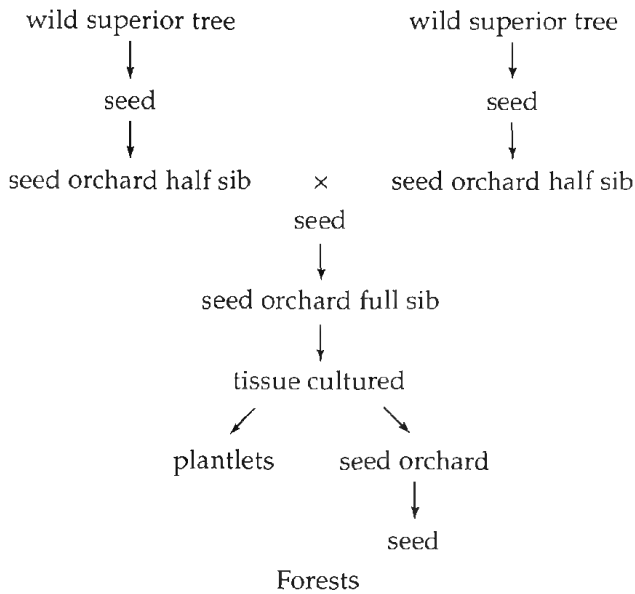 wild superior tree wild superior tree
seed seed
seed orchard half sib × seed orchard half sib
seed
seed orchard full sib
tissue cultured
plantlets seed orchard
seed
Forests